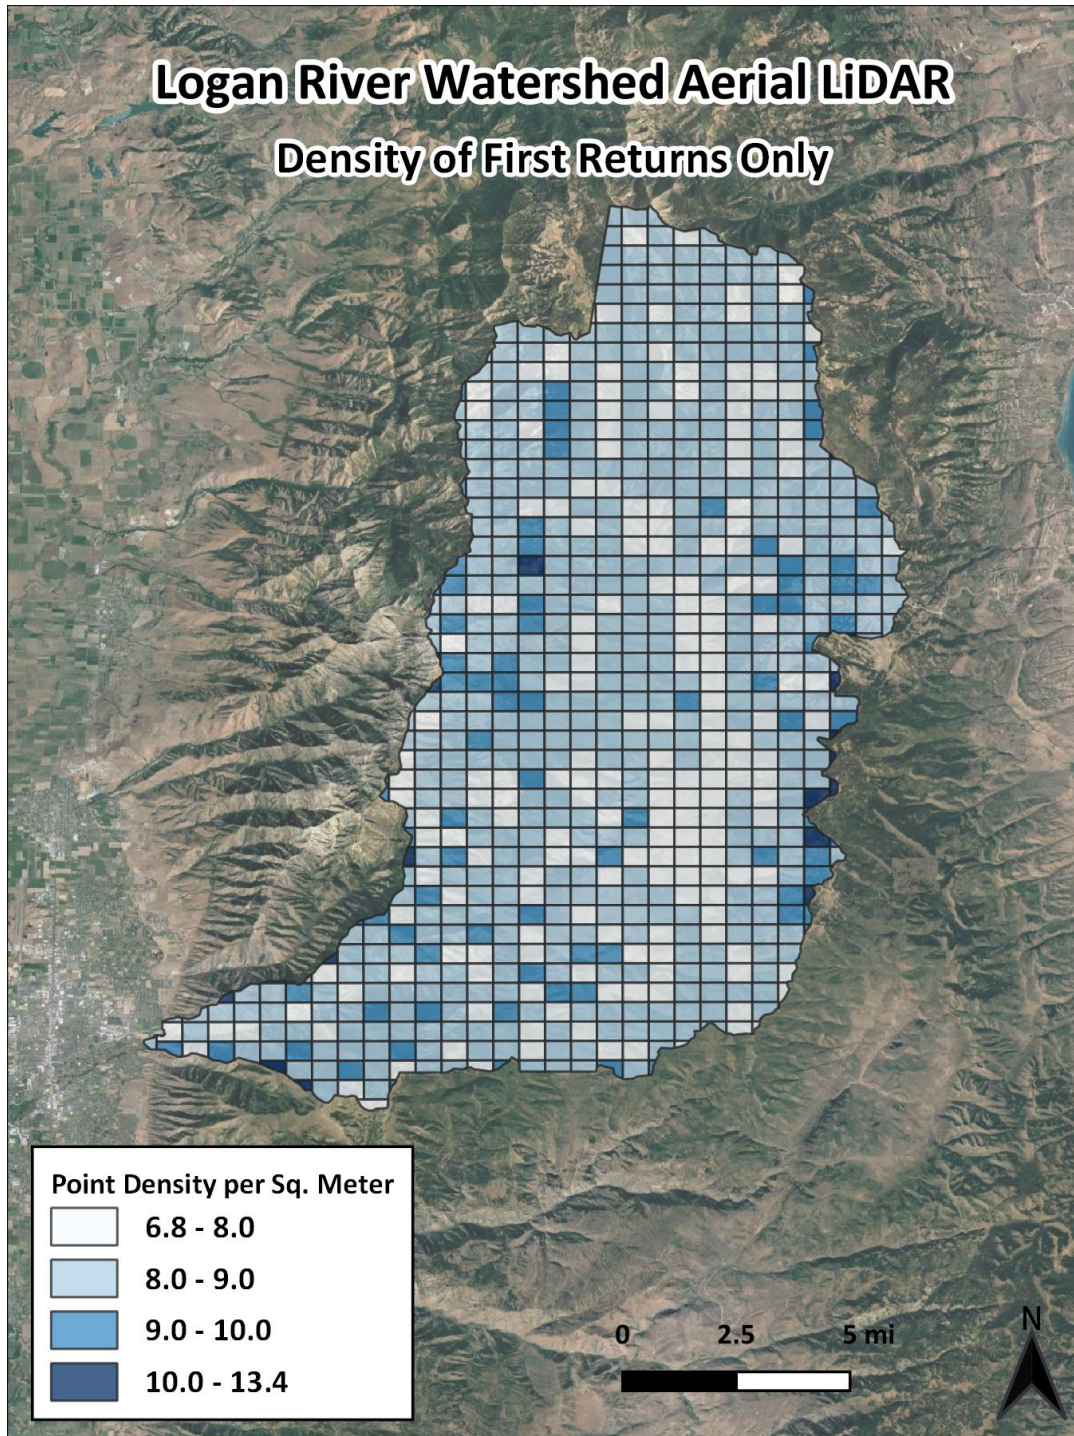 Logan River Watershed Aerial LiDAR
Density of First Returns Only
Point Density per Sq. Meter
6.8 - 8.0
8.0 - 9.0
9.0 - 10.0
10.0 - 13.4
0 2.5 5 mi
N